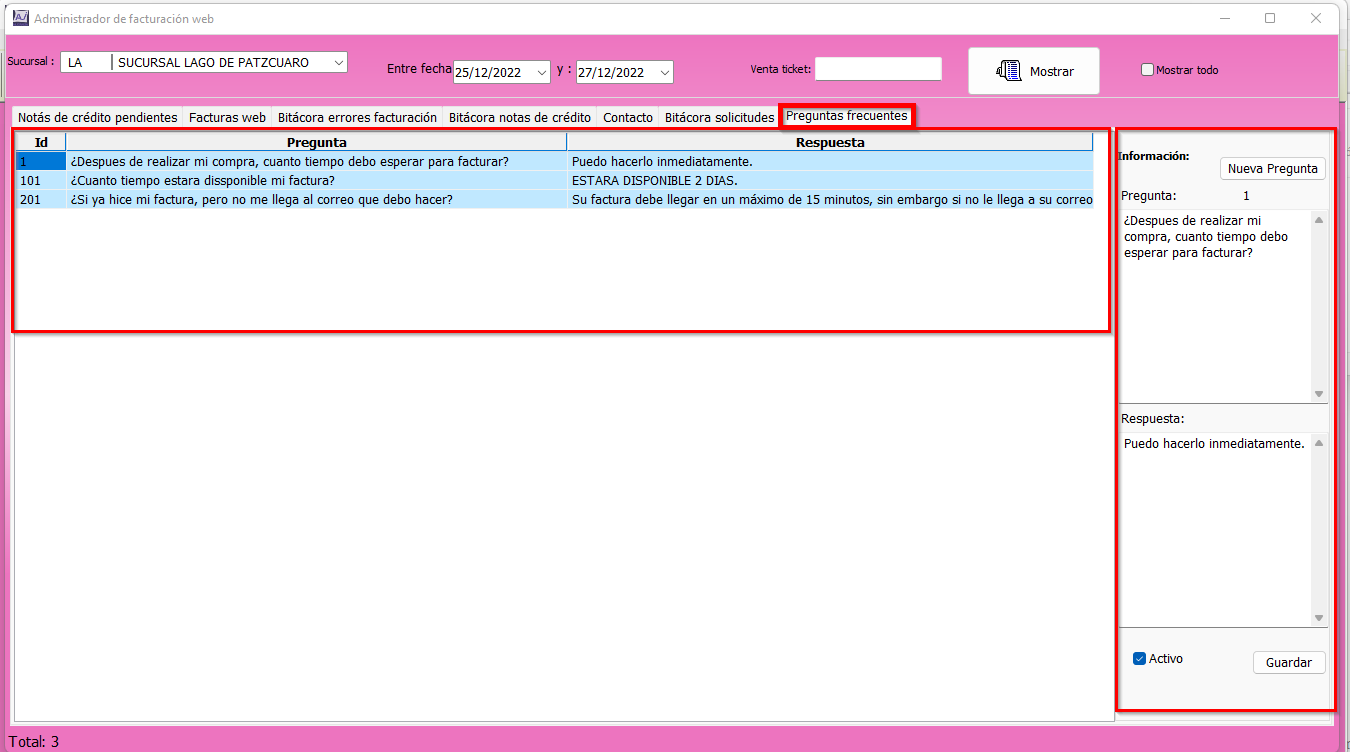 Administrador de facturación web
Sucursal : LA SUCURSAL LAGO DE PATZCUARO Entre fecha 25/12/2022 y : 27/12/2022 Venta ticket: Mostrar Mostrar todo
Notás de crédito pendientes Facturas web Bitácora errores facturación Bitácora notas de crédito Contacto Bitácora solicitudes Preguntas frecuentes
Id Pregunta Respuesta
1 ¿Despues de realizar mi compra, cuanto tiempo debo esperar para facturar? Puedo hacerlo inmediatamente.
101 ¿Cuanto tiempo estara dissponible mi factura? ESTARA DISPONIBLE 2 DIAS.
201 ¿Si ya hice mi factura, pero no me llega al correo que debo hacer? Su factura debe llegar en un máximo de 15 minutos, sin embargo si no le llega a su correo
Información:
Nueva Pregunta
Pregunta: 1
¿Despues de realizar mi
compra, cuanto tiempo debo
esperar para facturar?
Respuesta:
Puedo hacerlo inmediatamente.
Activo Guardar
Total: 3